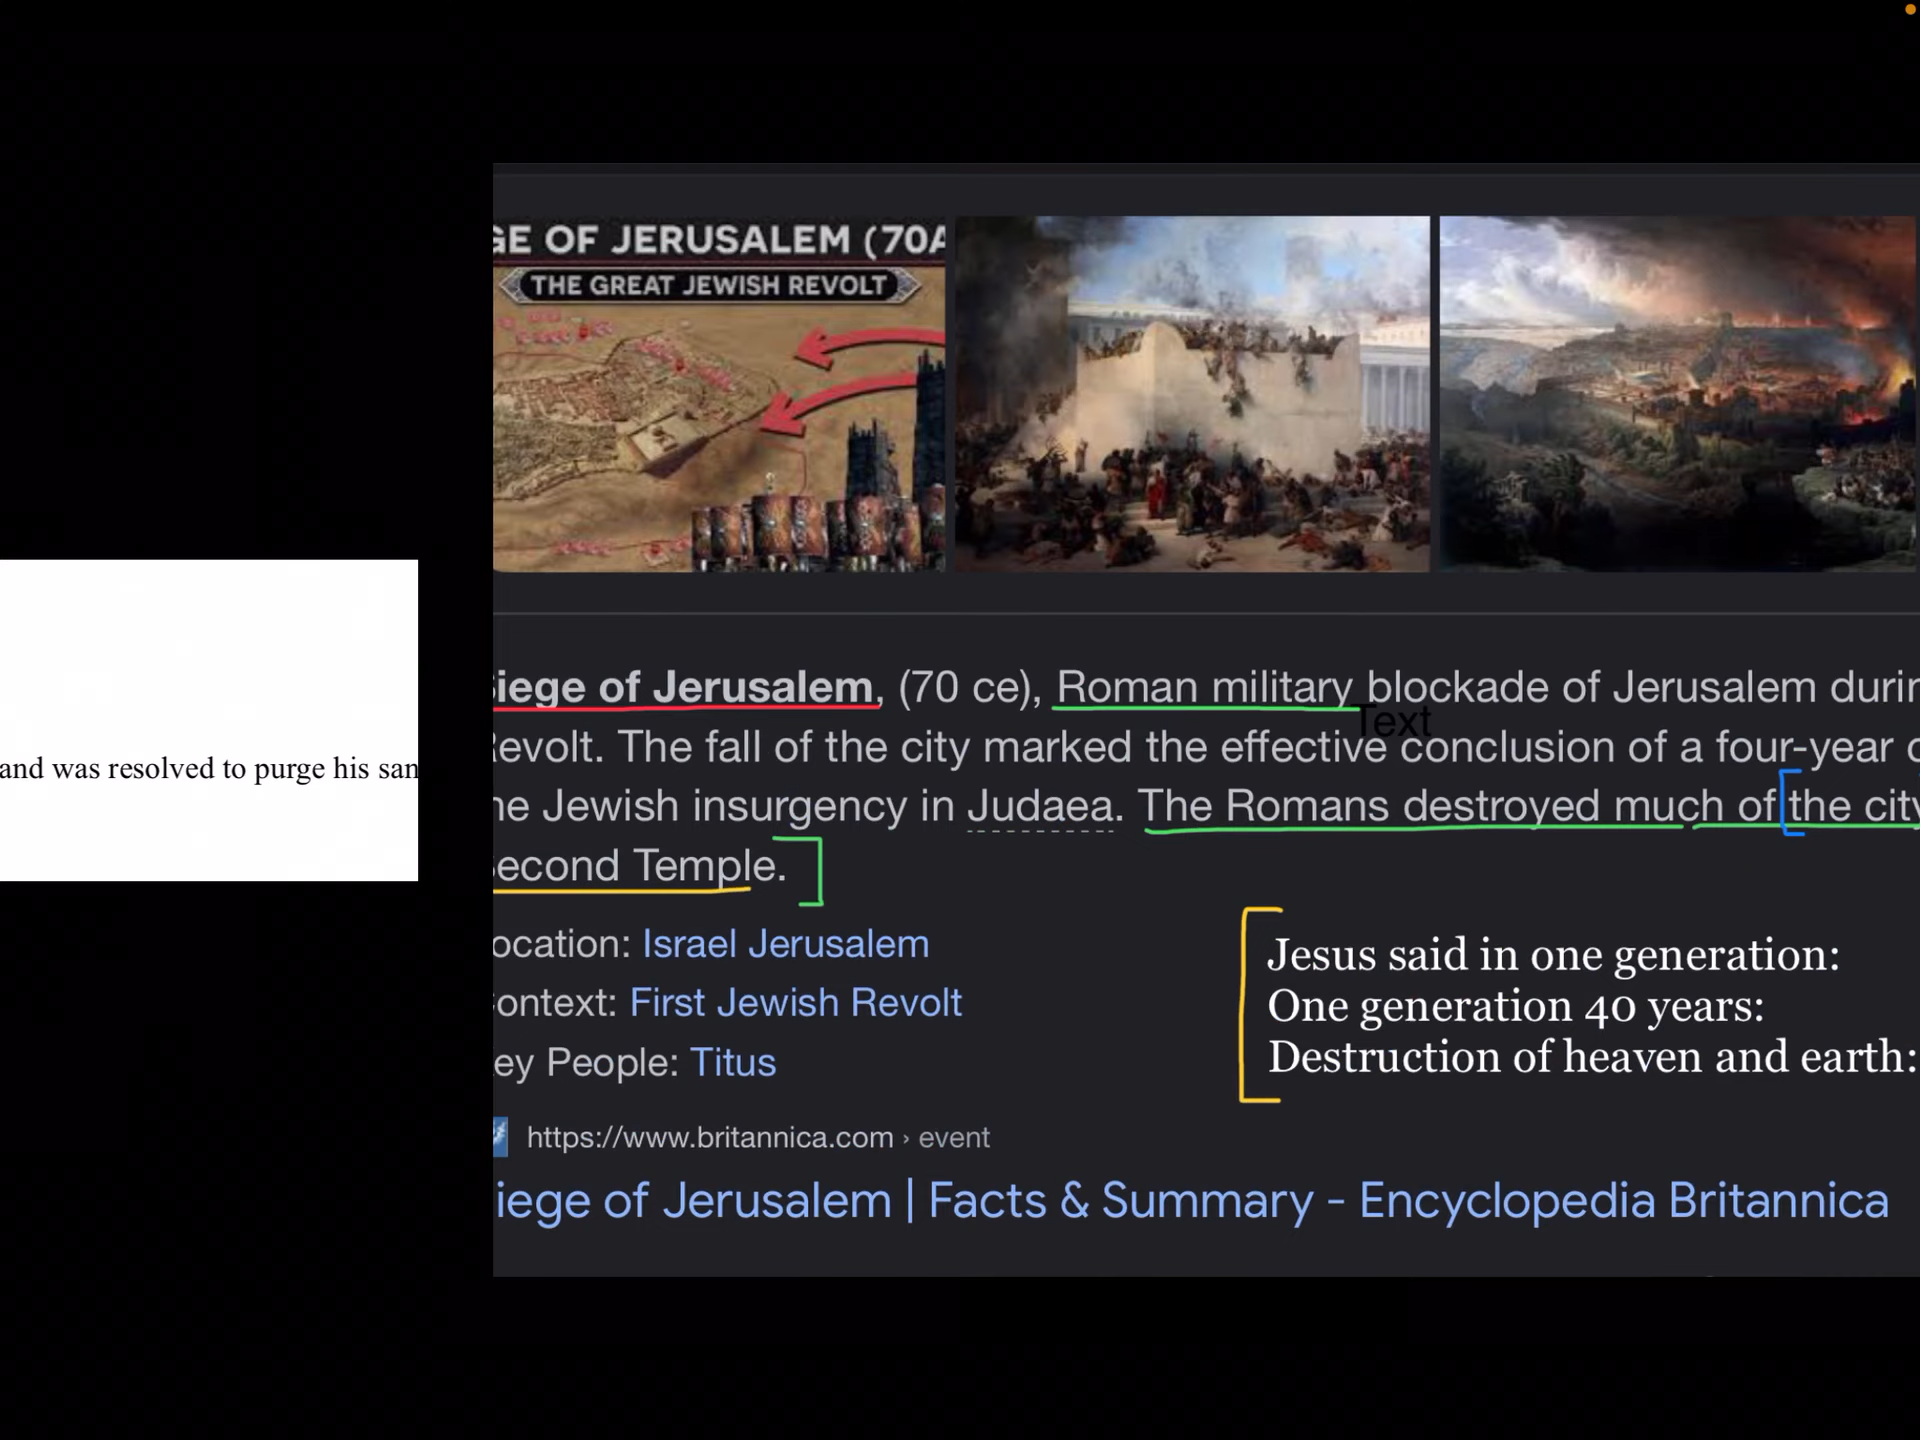 GE OF JERUSALEM (70A
THE GREAT JEWISH REVOLT
and was resolved to purge his san
iege of Jerusalem, (70 ce), Roman military blockade of Jerusalem durin
Text
Revolt. The fall of the city marked the effective conclusion of a four-year c
he Jewish insurgency in Judaea. The Romans destroyed much of the city
Second Temple.
ocation: Israel Jerusalem
ontext: First Jewish Revolt
ey People: Titus
Jesus said in one generation:
One generation 40 years:
Destruction of heaven and earth:
https://www.britannica.com › event
iege of Jerusalem | Facts & Summary - Encyclopedia Britannica